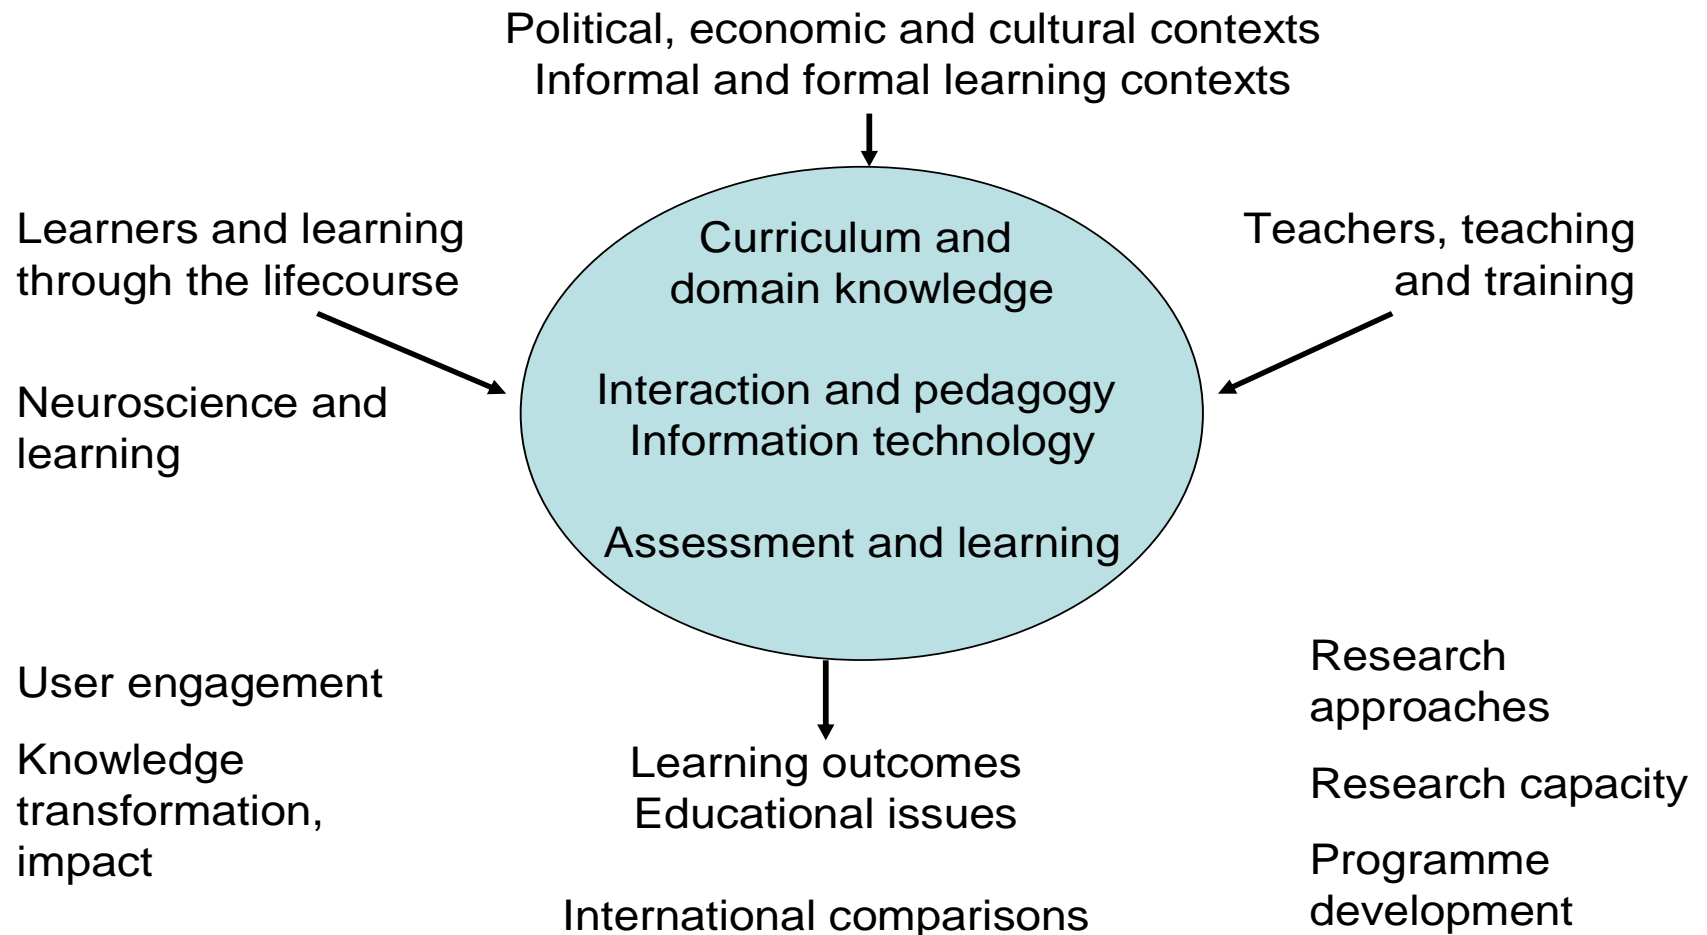 Political, economic and cultural contexts
Informal and formal learning contexts
Learners and learning
through the lifecourse
Curriculum and
domain knowledge
Teachers, teaching
and training
Neuroscience and
learning
Interaction and pedagogy
Information technology
Assessment and learning
User engagement
Knowledge
transformation,
impact
Learning outcomes
Educational issues
International comparisons
Research
approaches
Research capacity
Programme
development